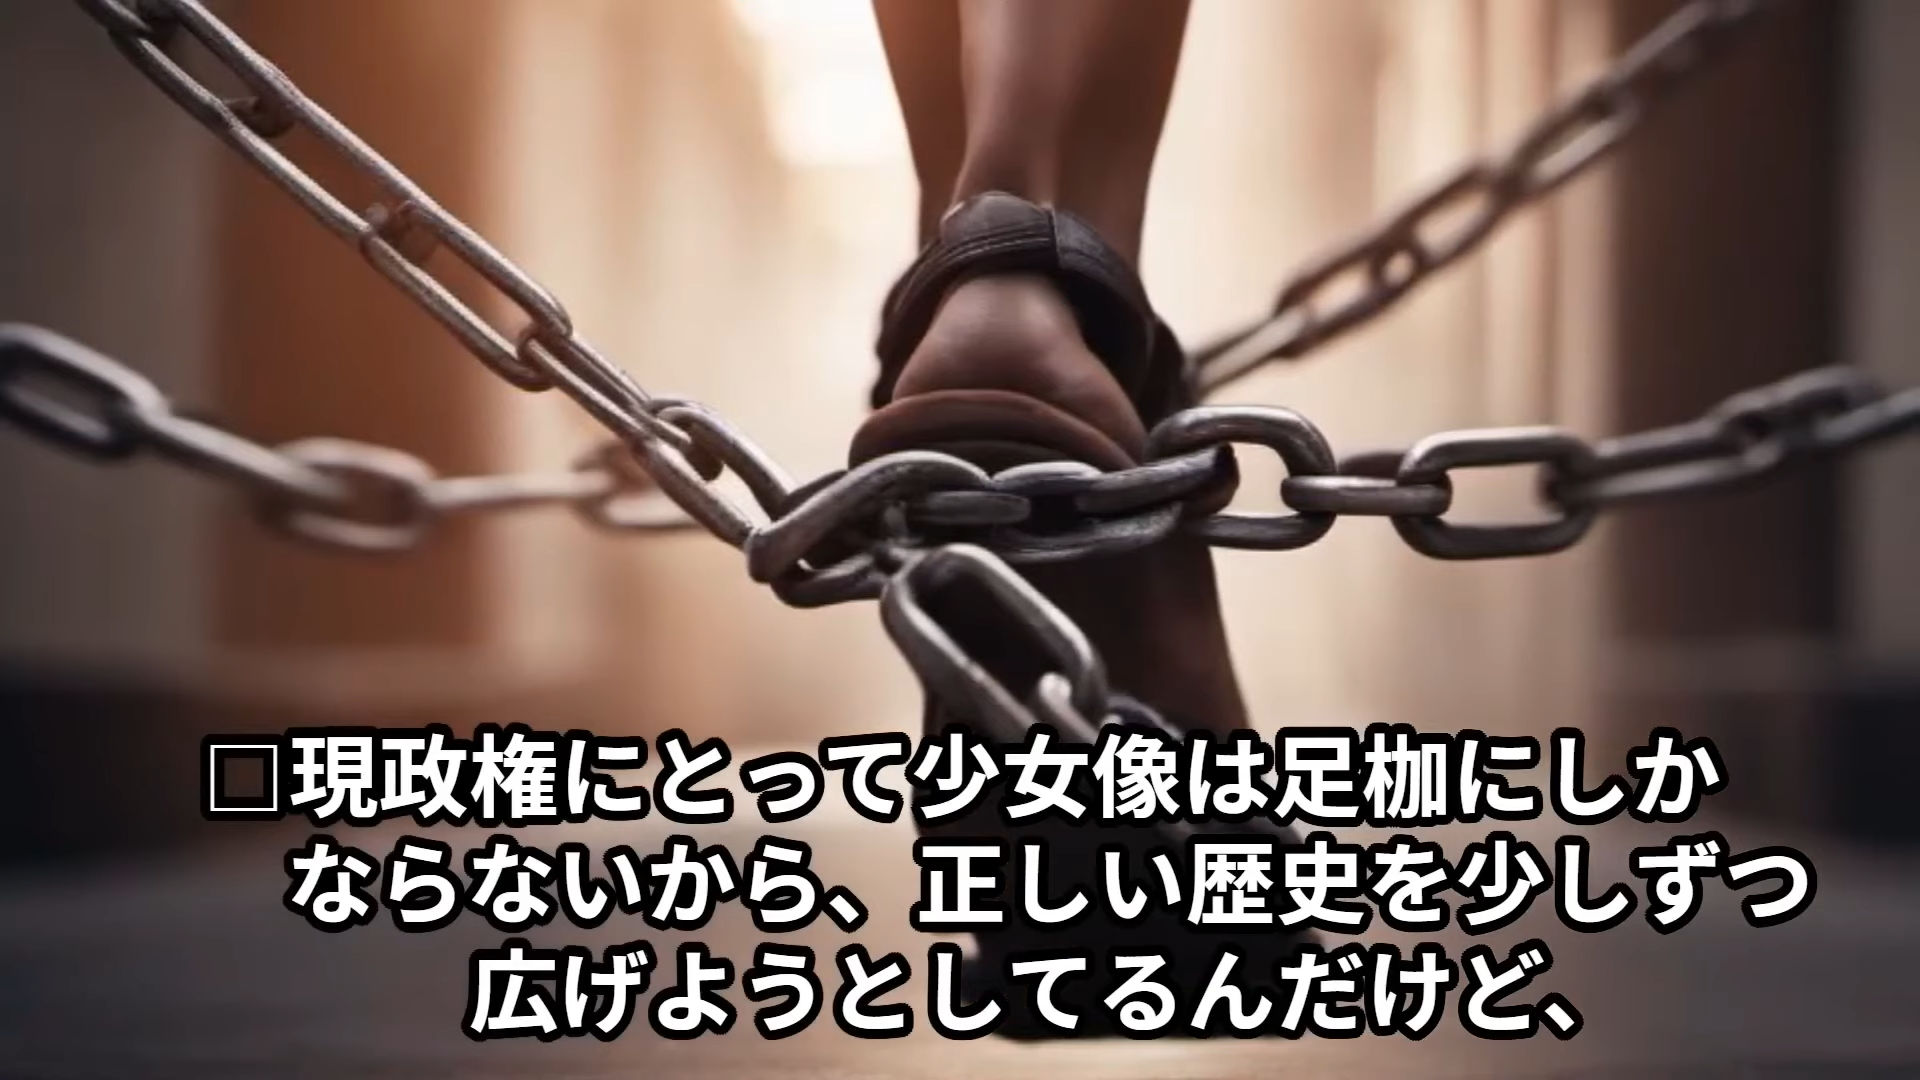 □現政権にとって少女像は足枷にしか
ならないから、正しい歴史を少しずつ
広げようとしてるんだけど、